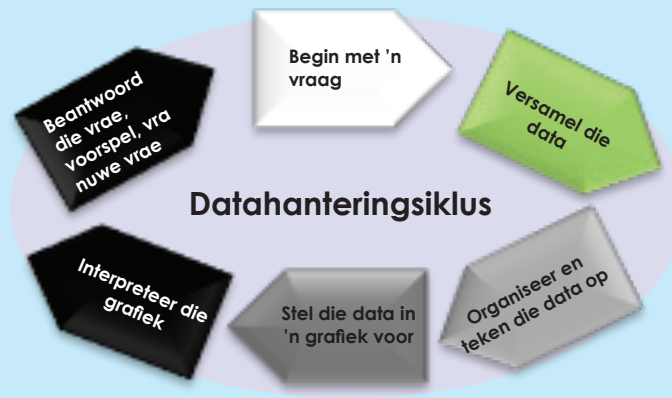 Begin met 'n
vraag
Versamel die
data
Organiseer en
teken die data op
Stel die data in
'n grafiek voor
Interpreteer die
grafiek
Beantwoord
die vrae,
voorspel, vra
nuwe vrae
Datahanteringsiklus